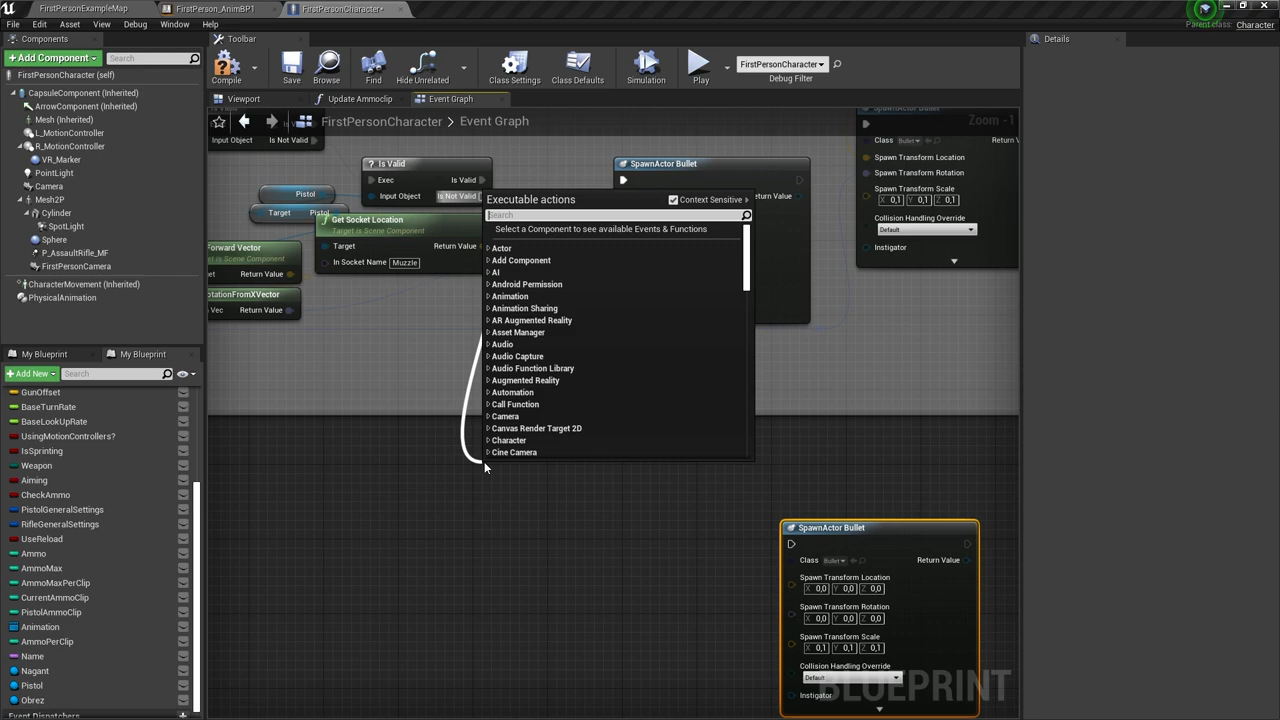 FirstPersonExampleMap
FirstPerson_AnimBP1
FirstPersonCharacter*
Parent class: Character
File Edit Asset View Debug Window Help
Components
Toolbar
Details
+Add Component
Search
FirstPersonCharacter (self)
CapsuleComponent (Inherited)
ArrowComponent (Inherited)
Mesh (Inherited)
L_MotionController
R_MotionController
VR_Marker
PointLight
Camera
Mesh2P
Cylinder
SpotLight
Sphere
P_AssaultRifle_MF
FirstPersonCamera
CharacterMovement (Inherited)
PhysicalAnimation
Compile Save Browse Find Hide Unrelated Class Settings Class Defaults Simulation Play
FirstPersonCharacter
Debug Filter
Viewport Update Ammoclip Event Graph
FirstPersonCharacter > Event Graph
Zoom -1
Input Object Is Not Valid
Is Valid
Exec Is Valid
Input Object Is Not Valid
Pistol
Target Pistol
Get Socket Location
Target is Scene Component
Target Return Value
In Socket Name Muzzle
Forward Vector
Return Value
otationFromXVector
Vec Return Value
SpawnActor Bullet
eturn Value
SpawnActor Bullet
Class Bullet Return V
Spawn Transform Location
Spawn Transform Rotation
Spawn Transform Scale
X 0,1 Y 0,1 Z 0,1
Collision Handling Override
Default
Instigator
Executable actions
Context Sensitive
Search
Select a Component to see available Events & Functions
Actor
Add Component
AI
Android Permission
Animation
Animation Sharing
AR Augmented Reality
Asset Manager
Audio
Audio Capture
Audio Function Library
Augmented Reality
Automation
Call Function
Camera
Canvas Render Target 2D
Character
Cine Camera
SpawnActor Bullet
Class Bullet Return Value
Spawn Transform Location
X 0,0 Y 0,0 Z 0,0
Spawn Transform Rotation
X 0,0 Y 0,0 Z 0,0
Spawn Transform Scale
X 0,1 Y 0,1 Z 0,1
Collision Handling Override
Default
Instigator
BLUEPRINT
My Blueprint My Blueprint
+Add New
Search
GunOffset
BaseTurnRate
BaseLookUpRate
UsingMotionControllers?
IsSprinting
Weapon
Aiming
CheckAmmo
PistolGeneralSettings
RifleGeneralSettings
UseReload
Ammo
AmmoMax
AmmoMaxPerClip
CurrentAmmoClip
PistolAmmoClip
Animation
AmmoPerClip
Name
Nagant
Pistol
Obrez
Event Dispatchers